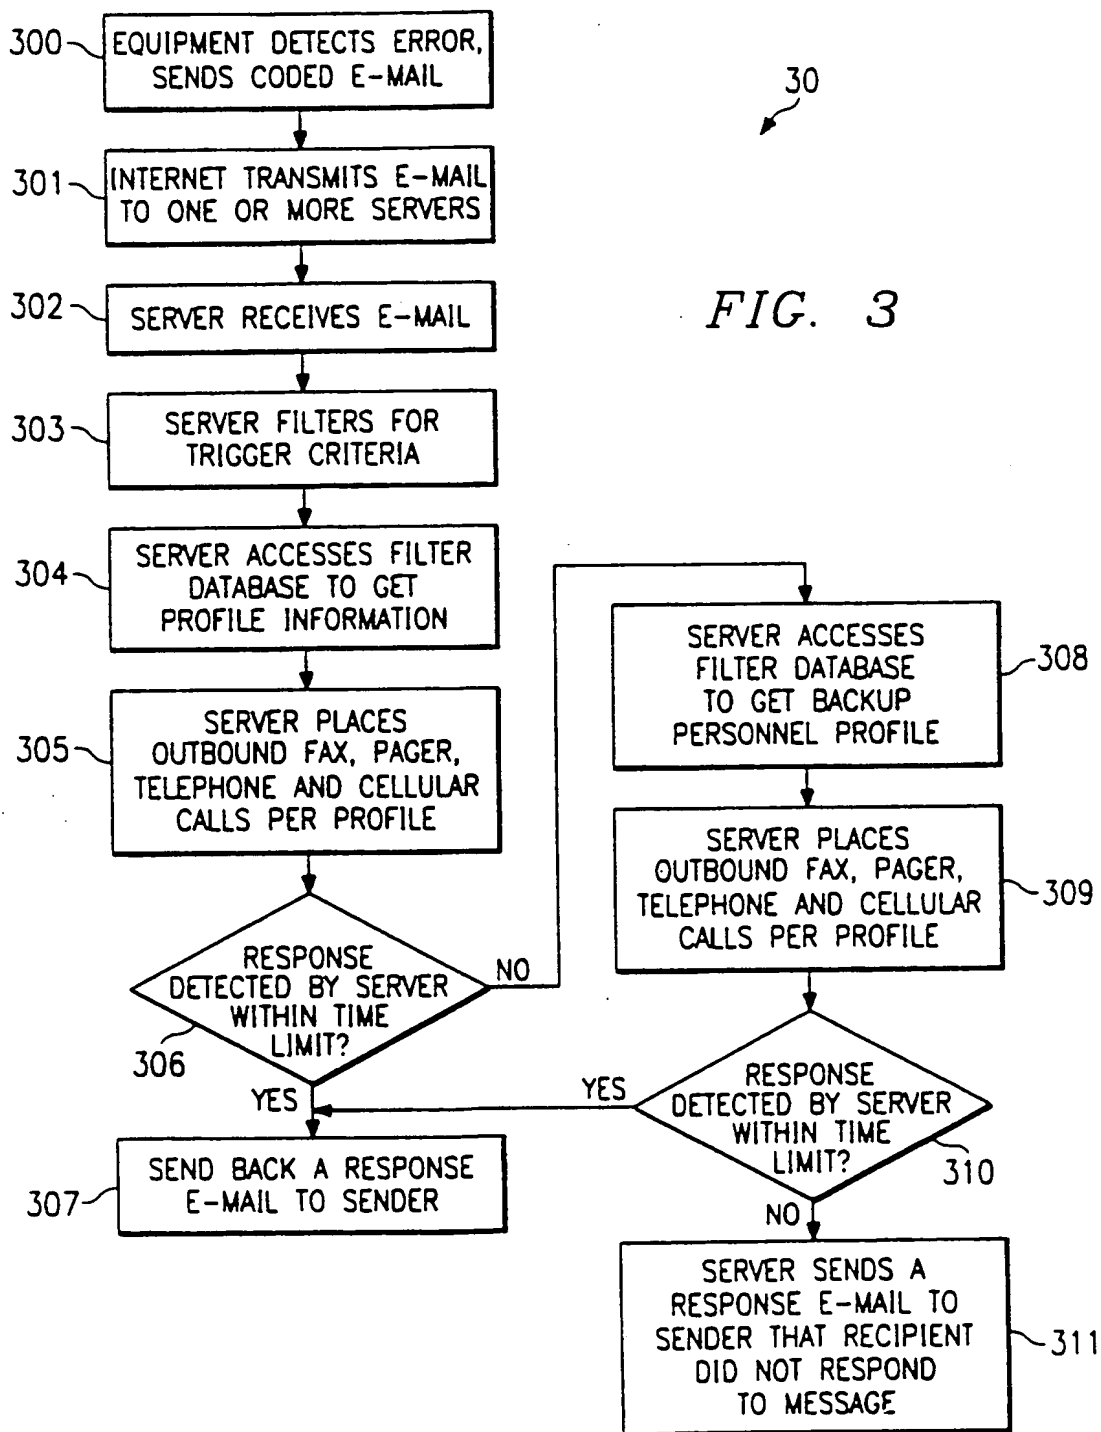 300
EQUIPMENT DETECTS ERROR,
SENDS CODED E-MAIL
30
301
INTERNET TRANSMITS E-MAIL
TO ONE OR MORE SERVERS
302
SERVER RECEIVES E-MAIL
FIG. 3
303
SERVER FILTERS FOR
TRIGGER CRITERIA
304
SERVER ACCESSES FILTER
DATABASE TO GET
PROFILE INFORMATION
305
SERVER PLACES
OUTBOUND FAX, PAGER,
TELEPHONE AND CELLULAR
CALLS PER PROFILE
RESPONSE
DETECTED BY SERVER
WITHIN TIME
LIMIT?
306
NO
YES
307
SEND BACK A RESPONSE
E-MAIL TO SENDER
SERVER ACCESSES
FILTER DATABASE
TO GET BACKUP
PERSONNEL PROFILE
308
SERVER PLACES
OUTBOUND FAX, PAGER,
TELEPHONE AND CELLULAR
CALLS PER PROFILE
309
YES
RESPONSE
DETECTED BY SERVER
WITHIN TIME
LIMIT?
310
NO
SERVER SENDS A
RESPONSE E-MAIL TO
SENDER THAT RECIPIENT
DID NOT RESPOND
TO MESSAGE
311